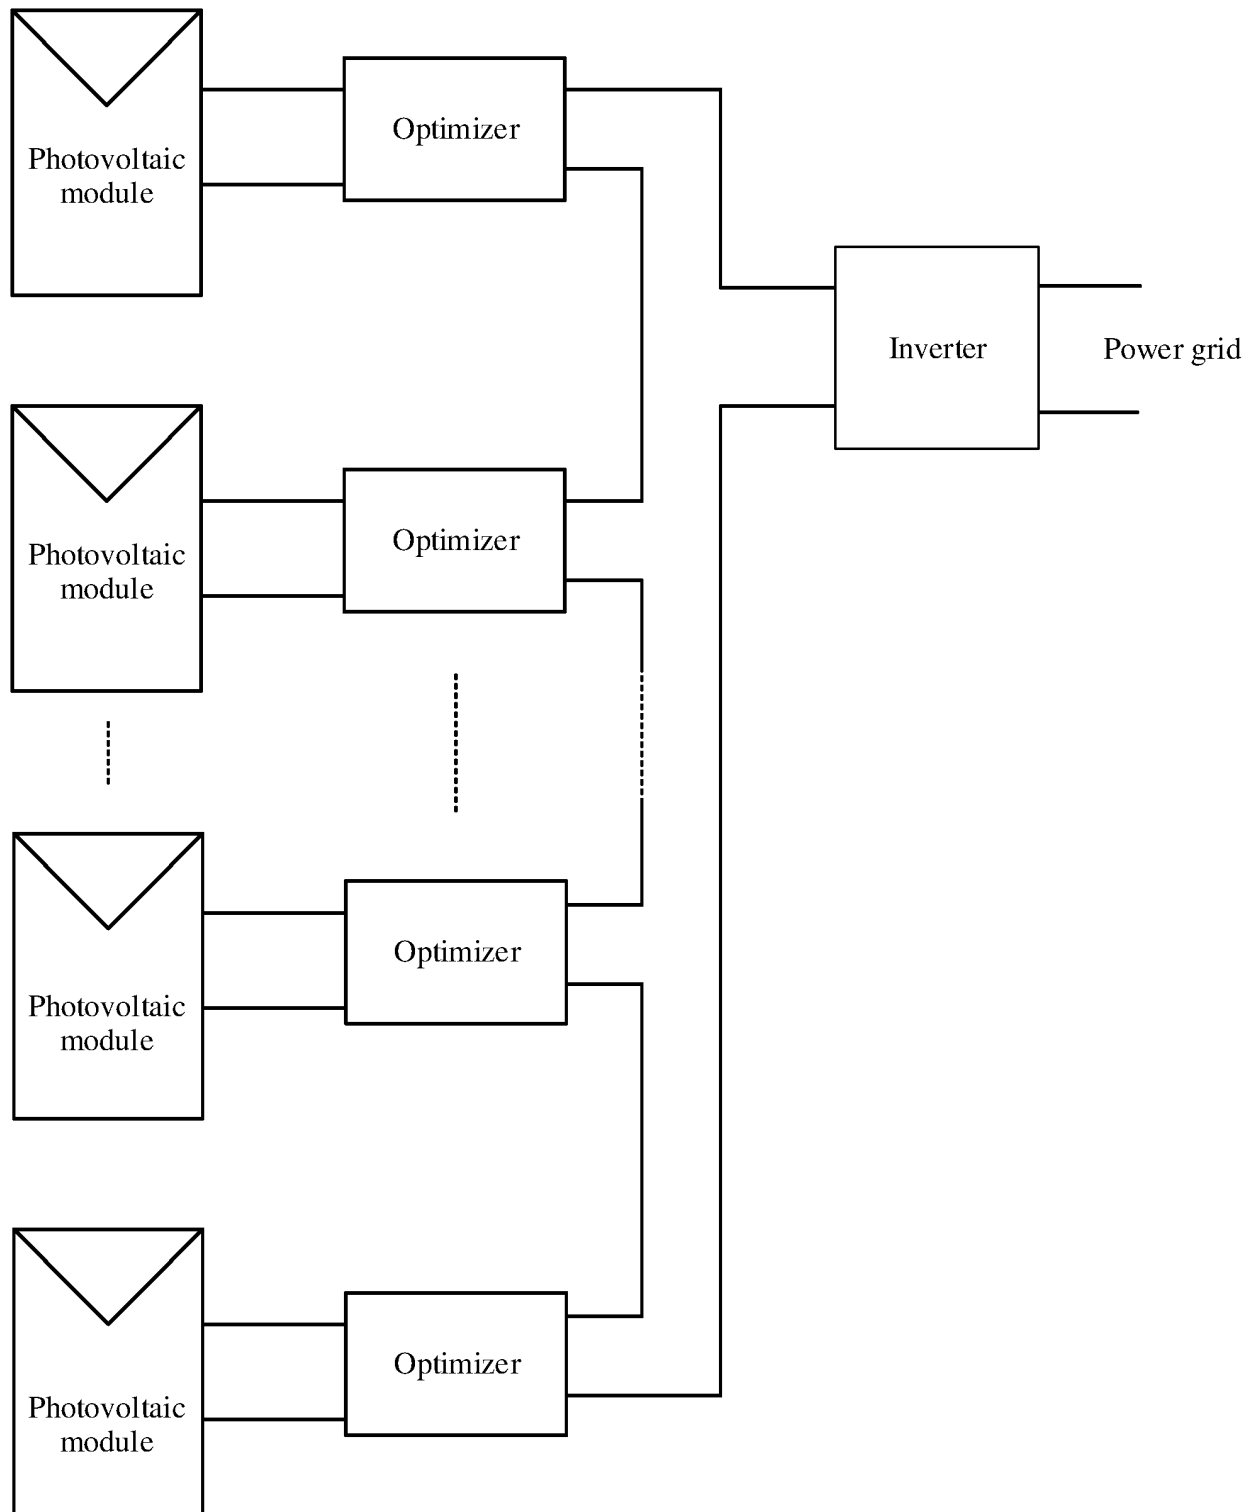 Photovoltaic
module
Optimizer
Inverter
Power grid
Photovoltaic
module
Optimizer
Photovoltaic
module
Optimizer
Photovoltaic
module
Optimizer